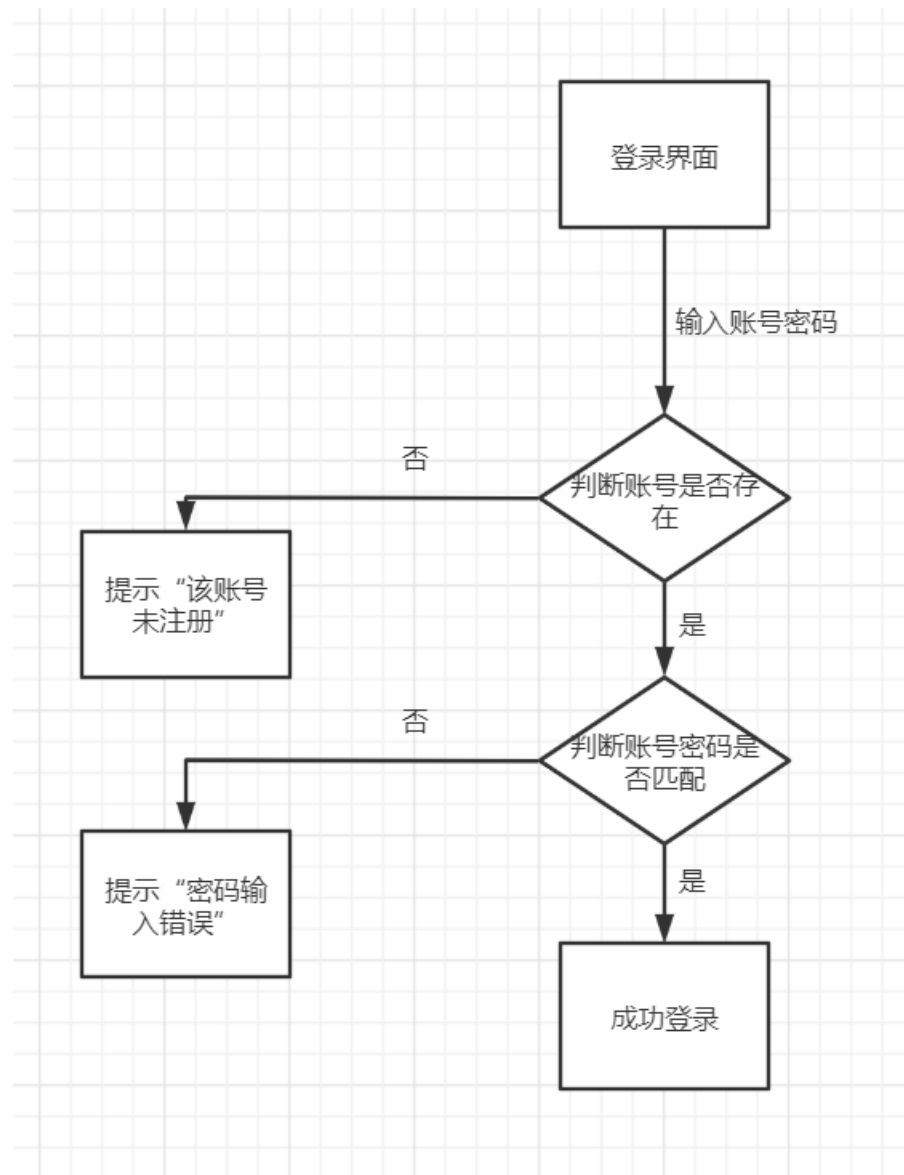 登录界面
输入账号密码
否
判断账号是否存
在
提示“该账号
未注册”
是
否
判断账号密码是
否匹配
提示“密码输
入错误”
是
成功登录